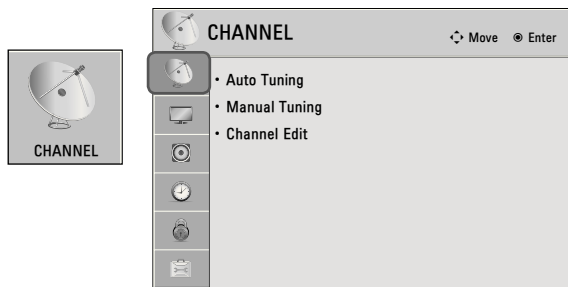 CHANNEL
CHANNEL Move Enter
• Auto Tuning
• Manual Tuning
• Channel Edit